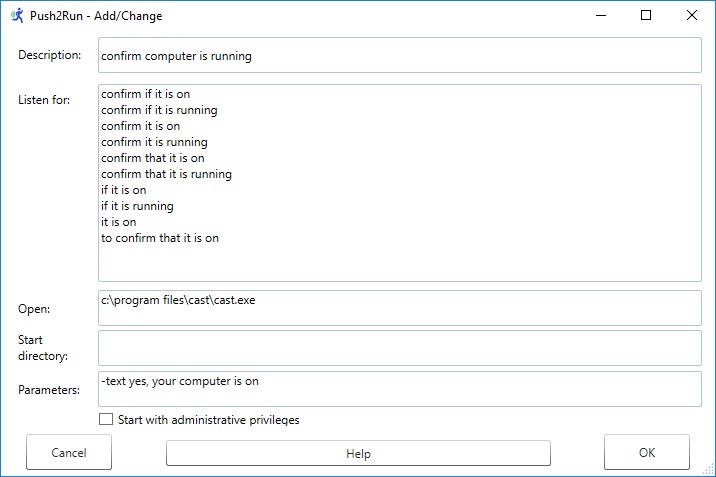 Push2Run - Add/Change
Description:
confirm computer is running
Listen for:
confirm if it is on
confirm if it is running
confirm it is on
confirm it is running
confirm that it is on
confirm that it is running
if it is on
if it is running
it is on
to confirm that it is on
Open:
c:\program files\cast\cast.exe
Start
directory:
Parameters:
-text yes, your computer is on
Start with administrative privileges
Cancel
Help
OK